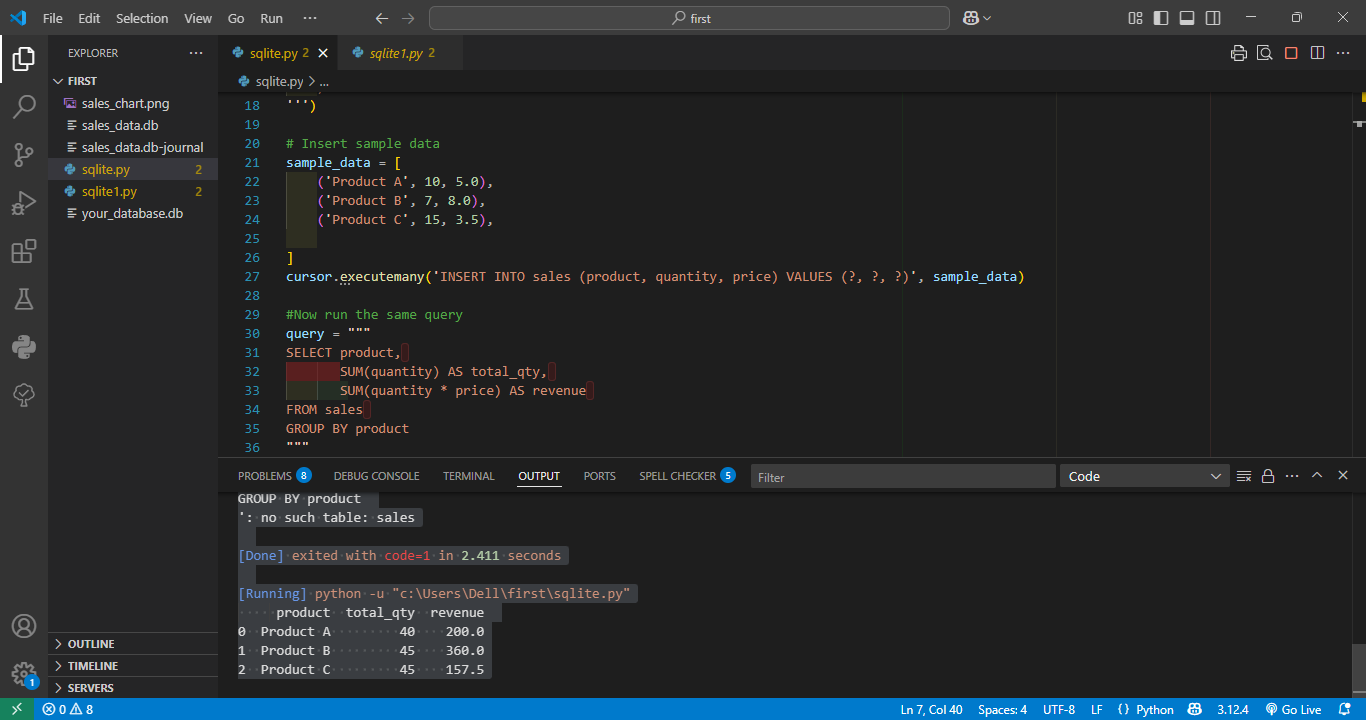 File Edit Selection View Go Run ··· first
EXPLORER ···
FIRST
sales_chart.png
sales_data.db
sales_data.db-journal
sqlite.py 2
sqlite1.py 2
your_database.db
OUTLINE
TIMELINE
SERVERS
sqlite.py 2 sqlite1.py 2
sqlite.py > ...
18 ''')
19
20 # Insert sample data
21 sample_data = [
22 ('Product A', 10, 5.0),
23 ('Product B', 7, 8.0),
24 ('Product C', 15, 3.5),
25
26 ]
27 cursor.executemany('INSERT INTO sales (product, quantity, price) VALUES (?, ?, ?)', sample_data)
28
29 #Now run the same query
30 query = """
31 SELECT product,
32 SUM(quantity) AS total_qty,
33 SUM(quantity * price) AS revenue
34 FROM sales
35 GROUP BY product
36 """
PROBLEMS 8 DEBUG CONSOLE TERMINAL OUTPUT PORTS SPELL CHECKER 5 Filter Code
GROUP BY product
': no such table: sales
[Done] exited with code=1 in 2.411 seconds
[Running] python -u "c:\Users\Dell\first\sqlite.py"
product total_qty revenue
0 Product A 40 200.0
1 Product B 45 360.0
2 Product C 45 157.5
1
0 8 Ln 7, Col 40 Spaces: 4 UTF-8 LF {} Python 3.12.4 Go Live